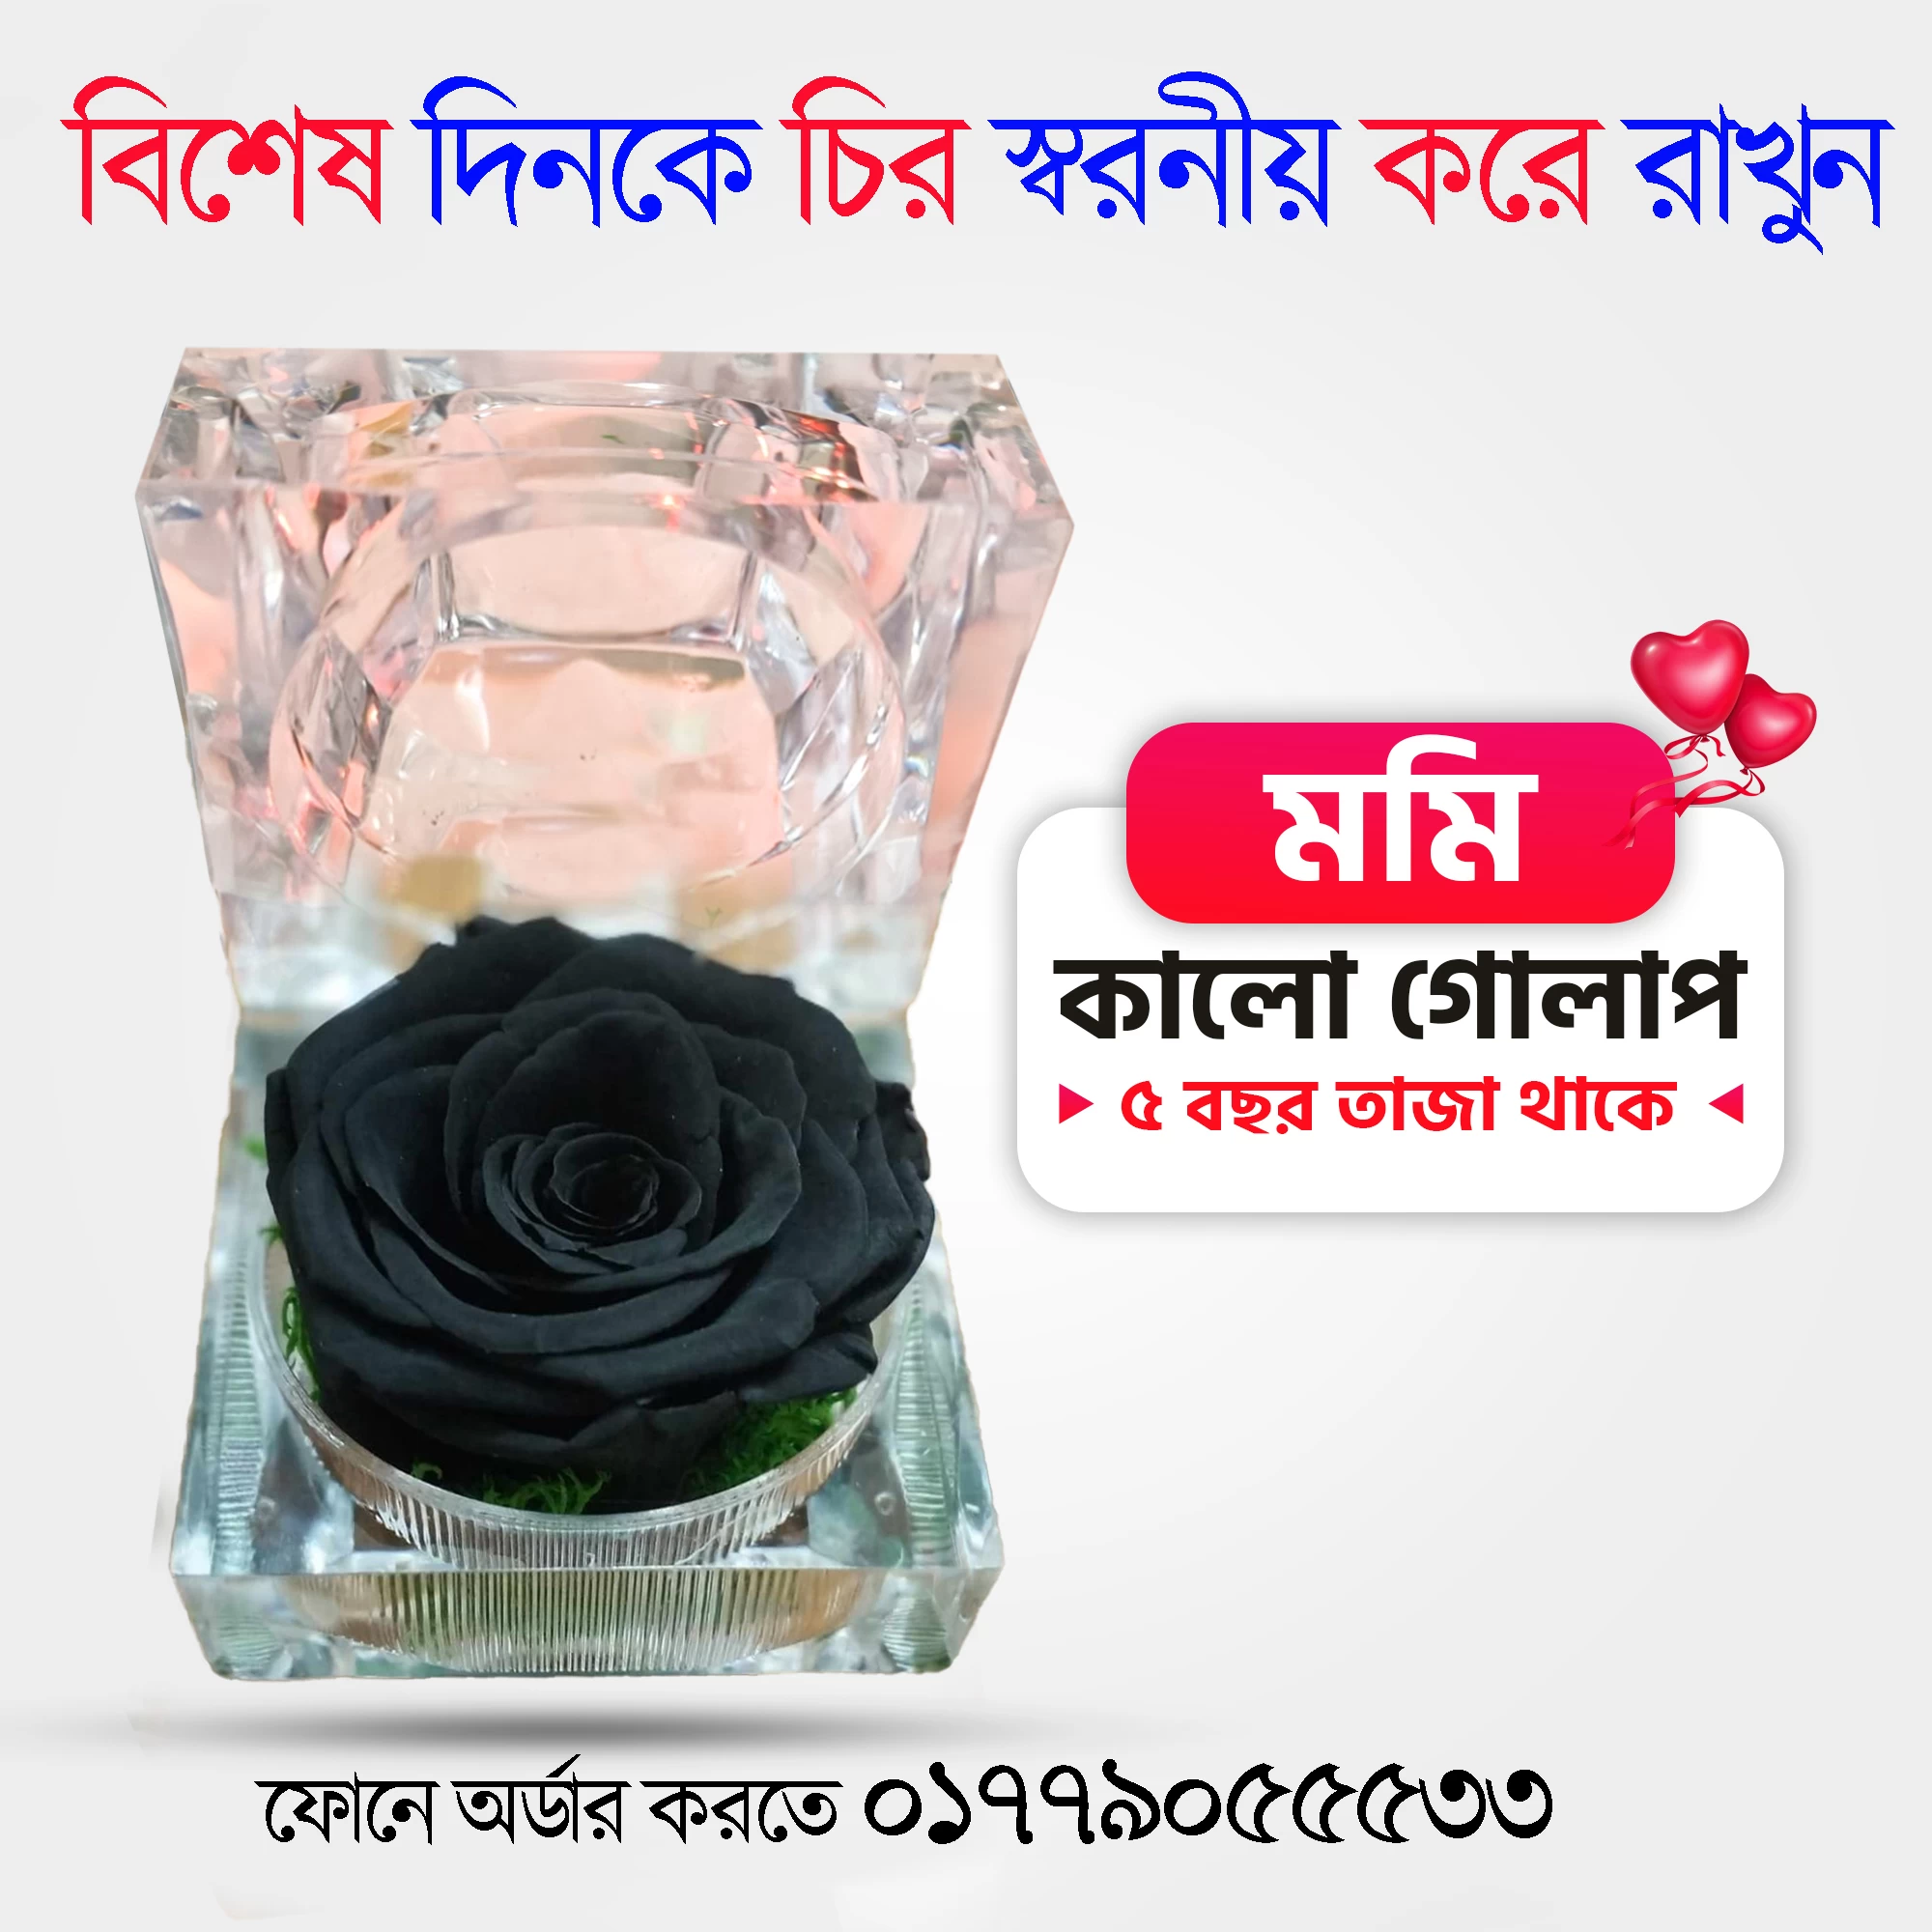 বিশেষ দিনকে চির স্বরনীয় করে রাখুন
মমি
কালো গোলাপ
৫ বছর তাজা থাকে
ফোনে অর্ডার করতে ০১৭৭৯০৫৫৫৩৩